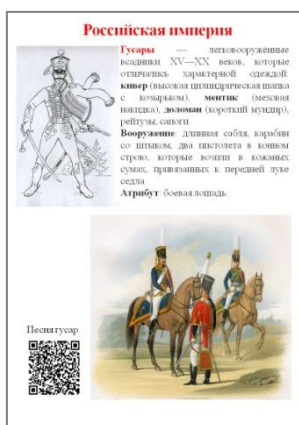 Российская империя
Гусары — легковооружённые
всадники XV—XX веков, которые
отличались характерной одеждой:
кивер (высокая цилиндрическая шапка
с козырьком), ментик (меховая
накидка), доломан (короткий мундир),
рейтузы, сапоги.
Вооружение: длинная сабля, карабин
со штыком, два пистолета в конном
строю, которые возили в кожаных
сумах, привязанных к передней луке
седла.
Атрибут: боевая лошадь.
Песня гусар